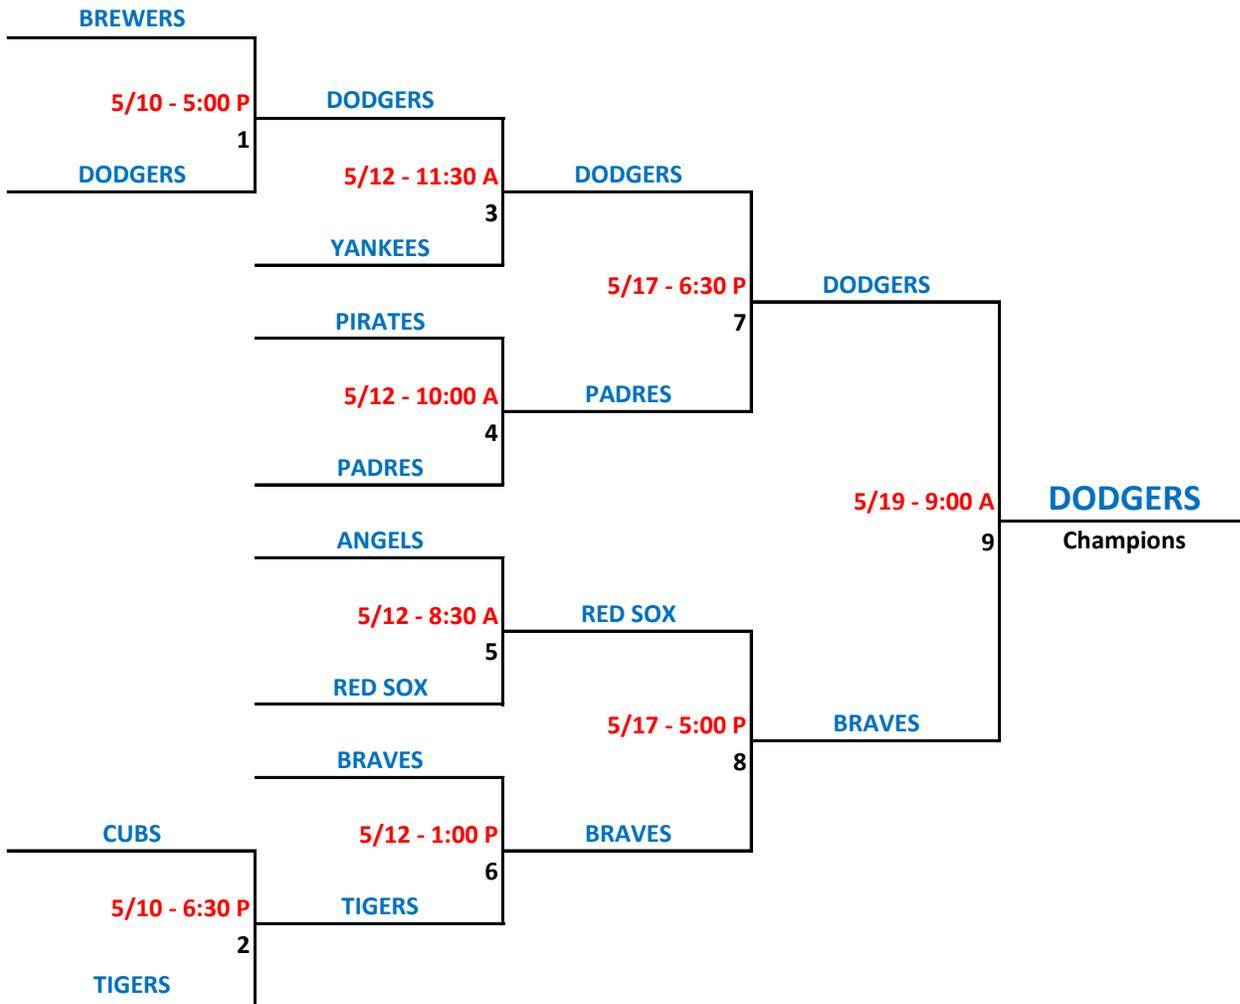 BREWERS
5/10 - 5:00 P
1
DODGERS
DODGERS
5/12 - 11:30 A
3
YANKEES
DODGERS
5/17 - 6:30 P
7
PIRATES
5/12 - 10:00 A
4
PADRES
PADRES
DODGERS
5/19 - 9:00 A
9
DODGERS
Champions
ANGELS
5/12 - 8:30 A
5
RED SOX
RED SOX
5/17 - 5:00 P
8
BRAVES
BRAVES
5/12 - 1:00 P
6
BRAVES
CUBS
5/10 - 6:30 P
2
TIGERS
TIGERS